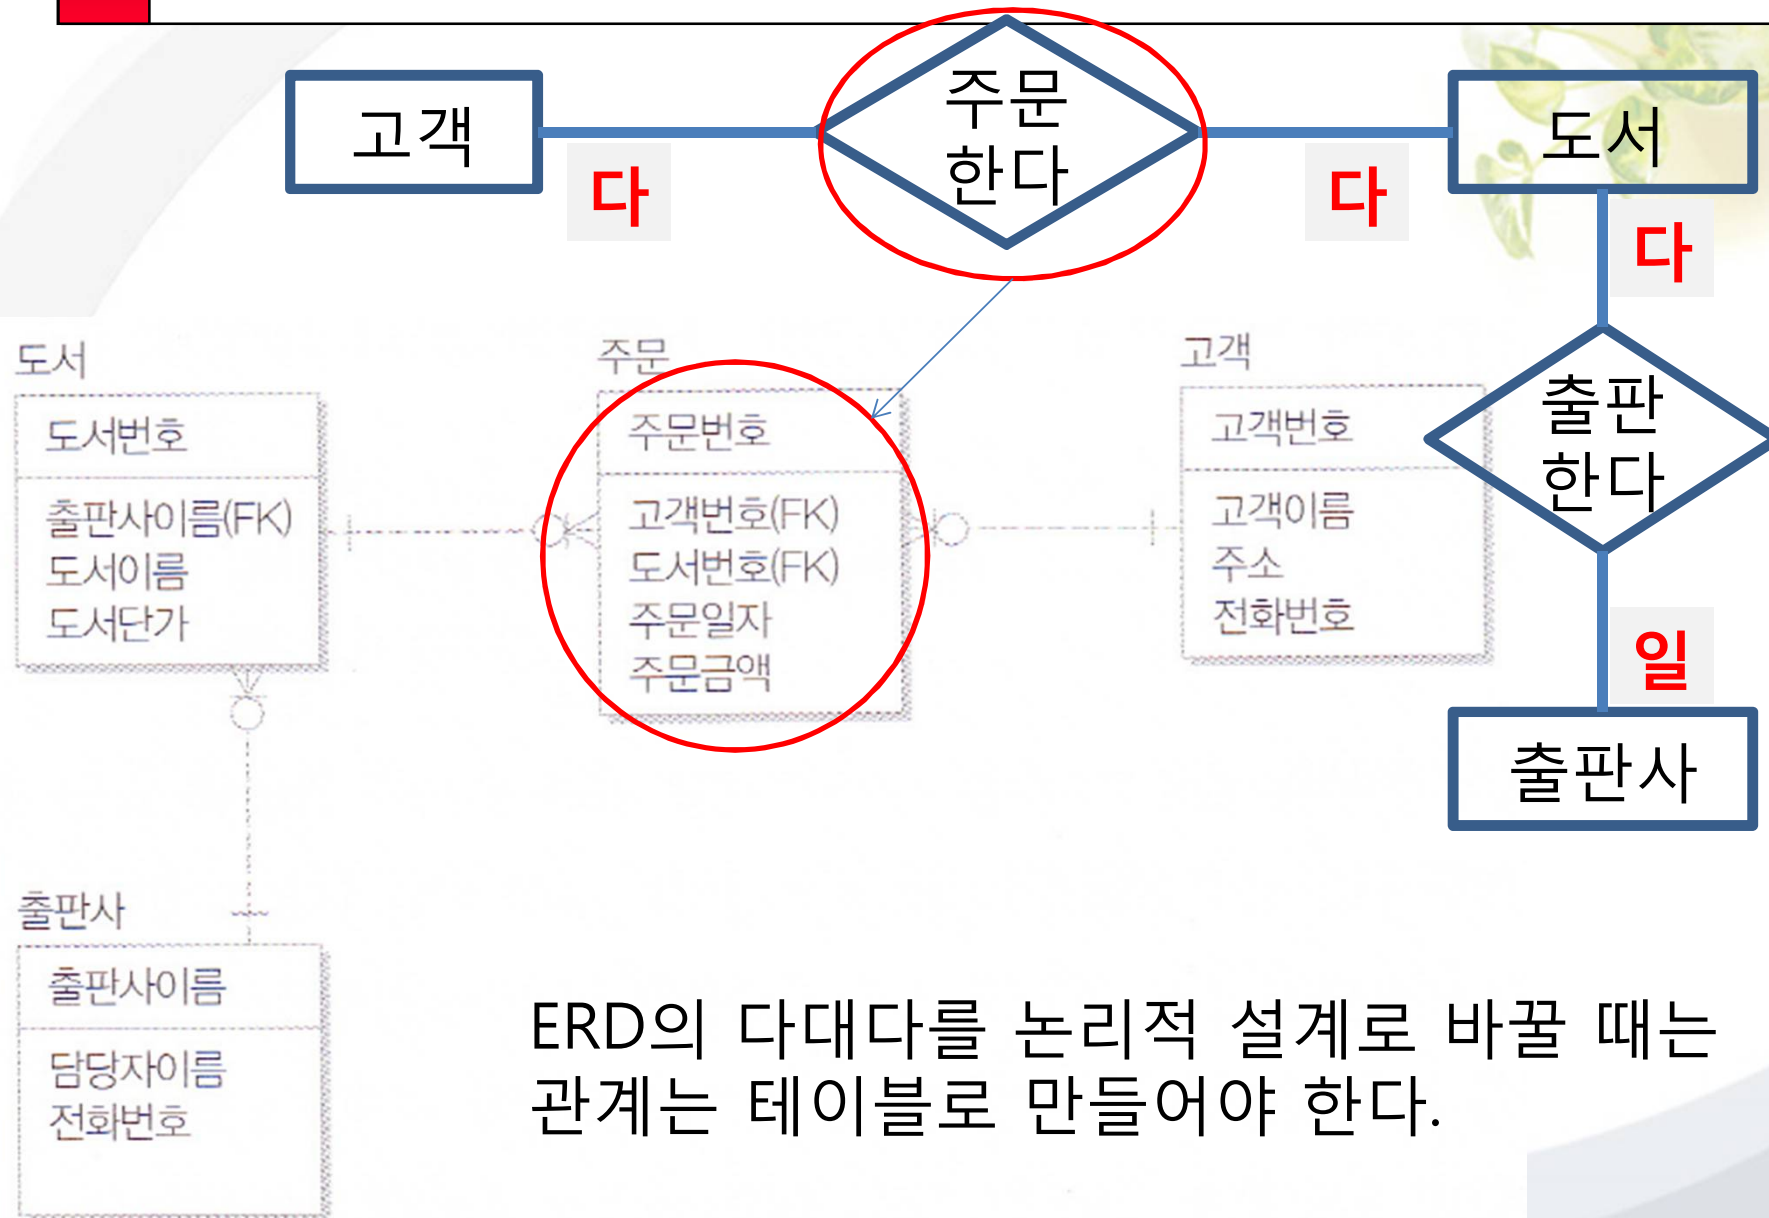 고객
다
주문
한다
다
도서
다
출판
한다
일
출판사
도서
도서번호
출판사이름(FK)
도서이름
도서단가
주문
주문번호
고객번호(FK)
도서번호(FK)
주문일자
주문금액
고객
고객번호
고객이름
주소
전화번호
출판사
출판사이름
담당자이름
전화번호
ERD의 다대다를 논리적 설계로 바꿀 때는
관계는 테이블로 만들어야 한다.